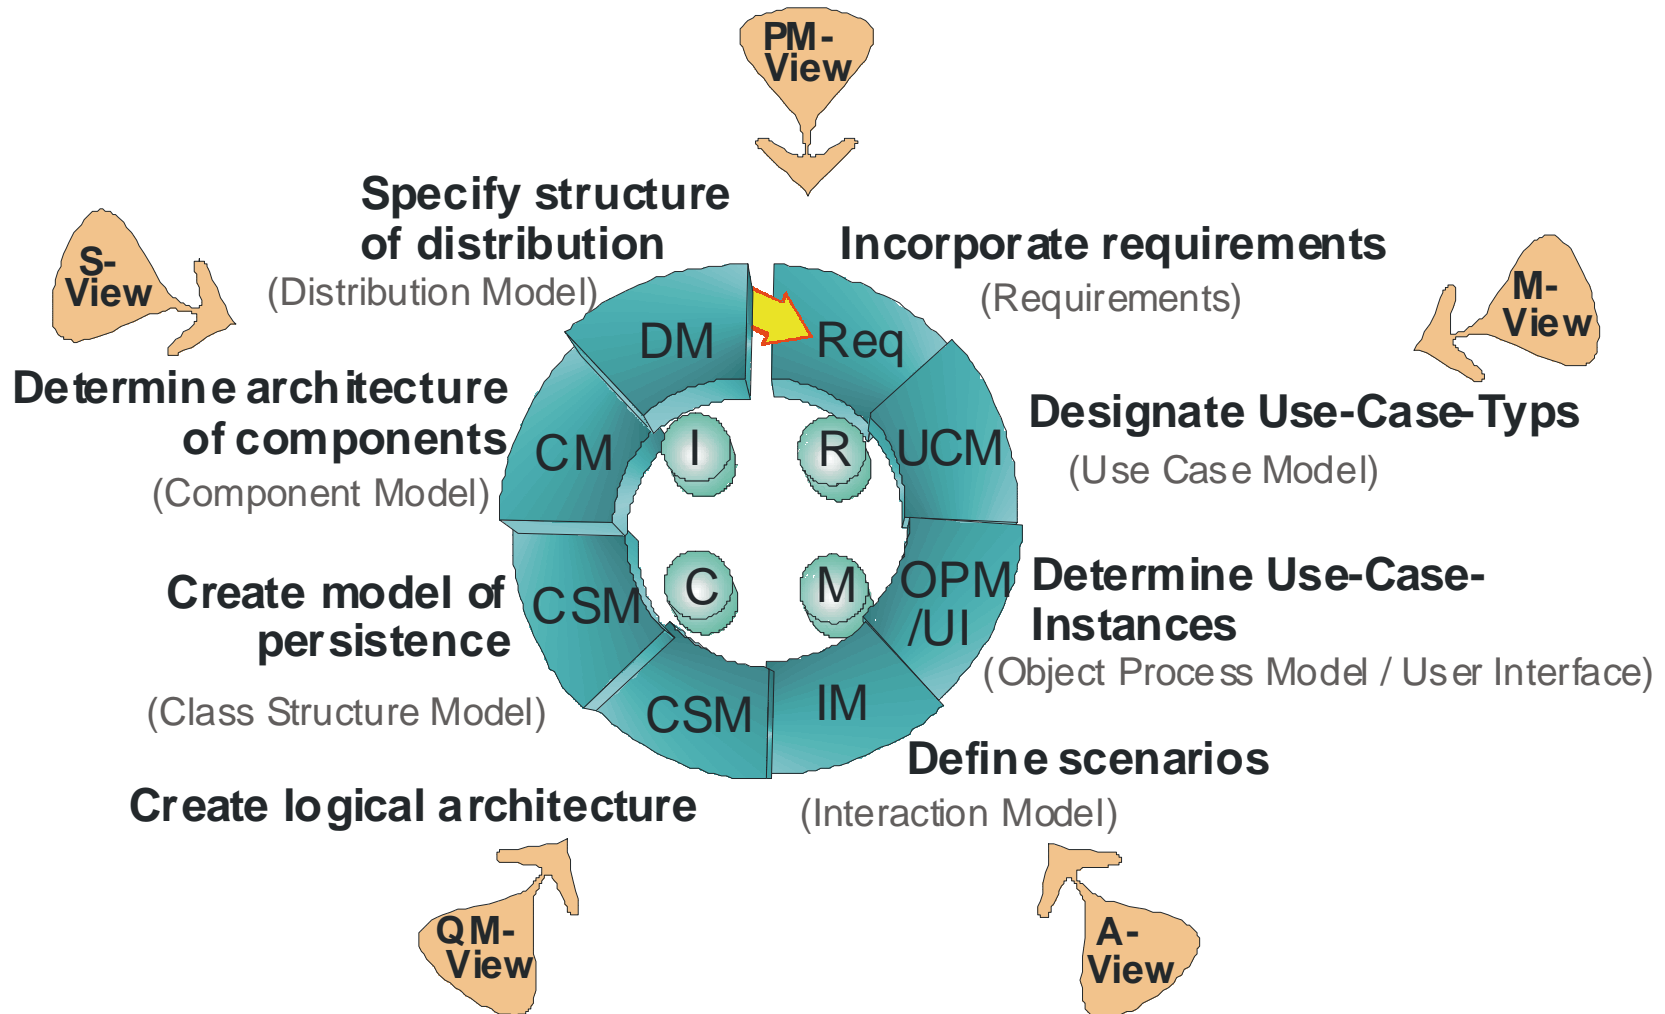 PM-
View
Specify structure
of distribution
(Distribution Model)
Incorporate requirements
(Requirements)
S-
View
M-
View
DM
Req
Determine architecture
of components
(Component Model)
CM
I
R
UCM
Designate Use-Case-Typs
(Use Case Model)
Create model of
persistence
(Class Structure Model)
CSM
C
M
OPM
/UI
Determine Use-Case-
Instances
(Object Process Model / User Interface)
CSM
IM
Define scenarios
(Interaction Model)
Create logical architecture
QM-
View
A-
View